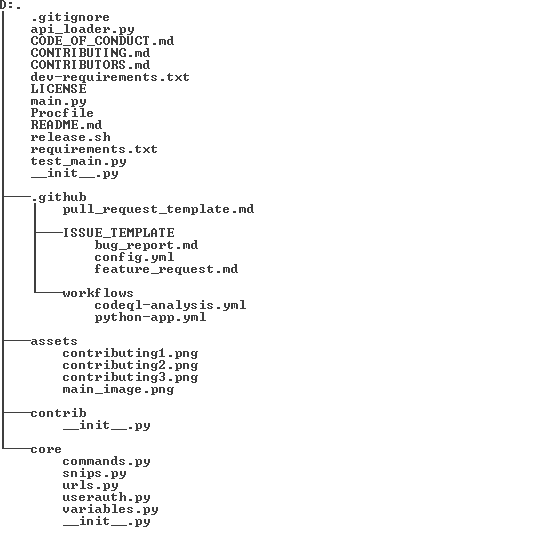 D:.
.gitignore
api_loader.py
CODE_OF_CONDUCT.md
CONTRIBUTING.md
CONTRIBUTORS.md
dev-requirements.txt
LICENSE
main.py
Procfile
README.md
release.sh
requirements.txt
test_main.py
__init__.py
.github
pull_request_template.md
ISSUE_TEMPLATE
bug_report.md
config.yml
feature_request.md
workflows
codeql-analysis.yml
python-app.yml
assets
contributing1.png
contributing2.png
contributing3.png
main_image.png
contrib
__init__.py
core
commands.py
snips.py
urls.py
userauth.py
variables.py
__init__.py